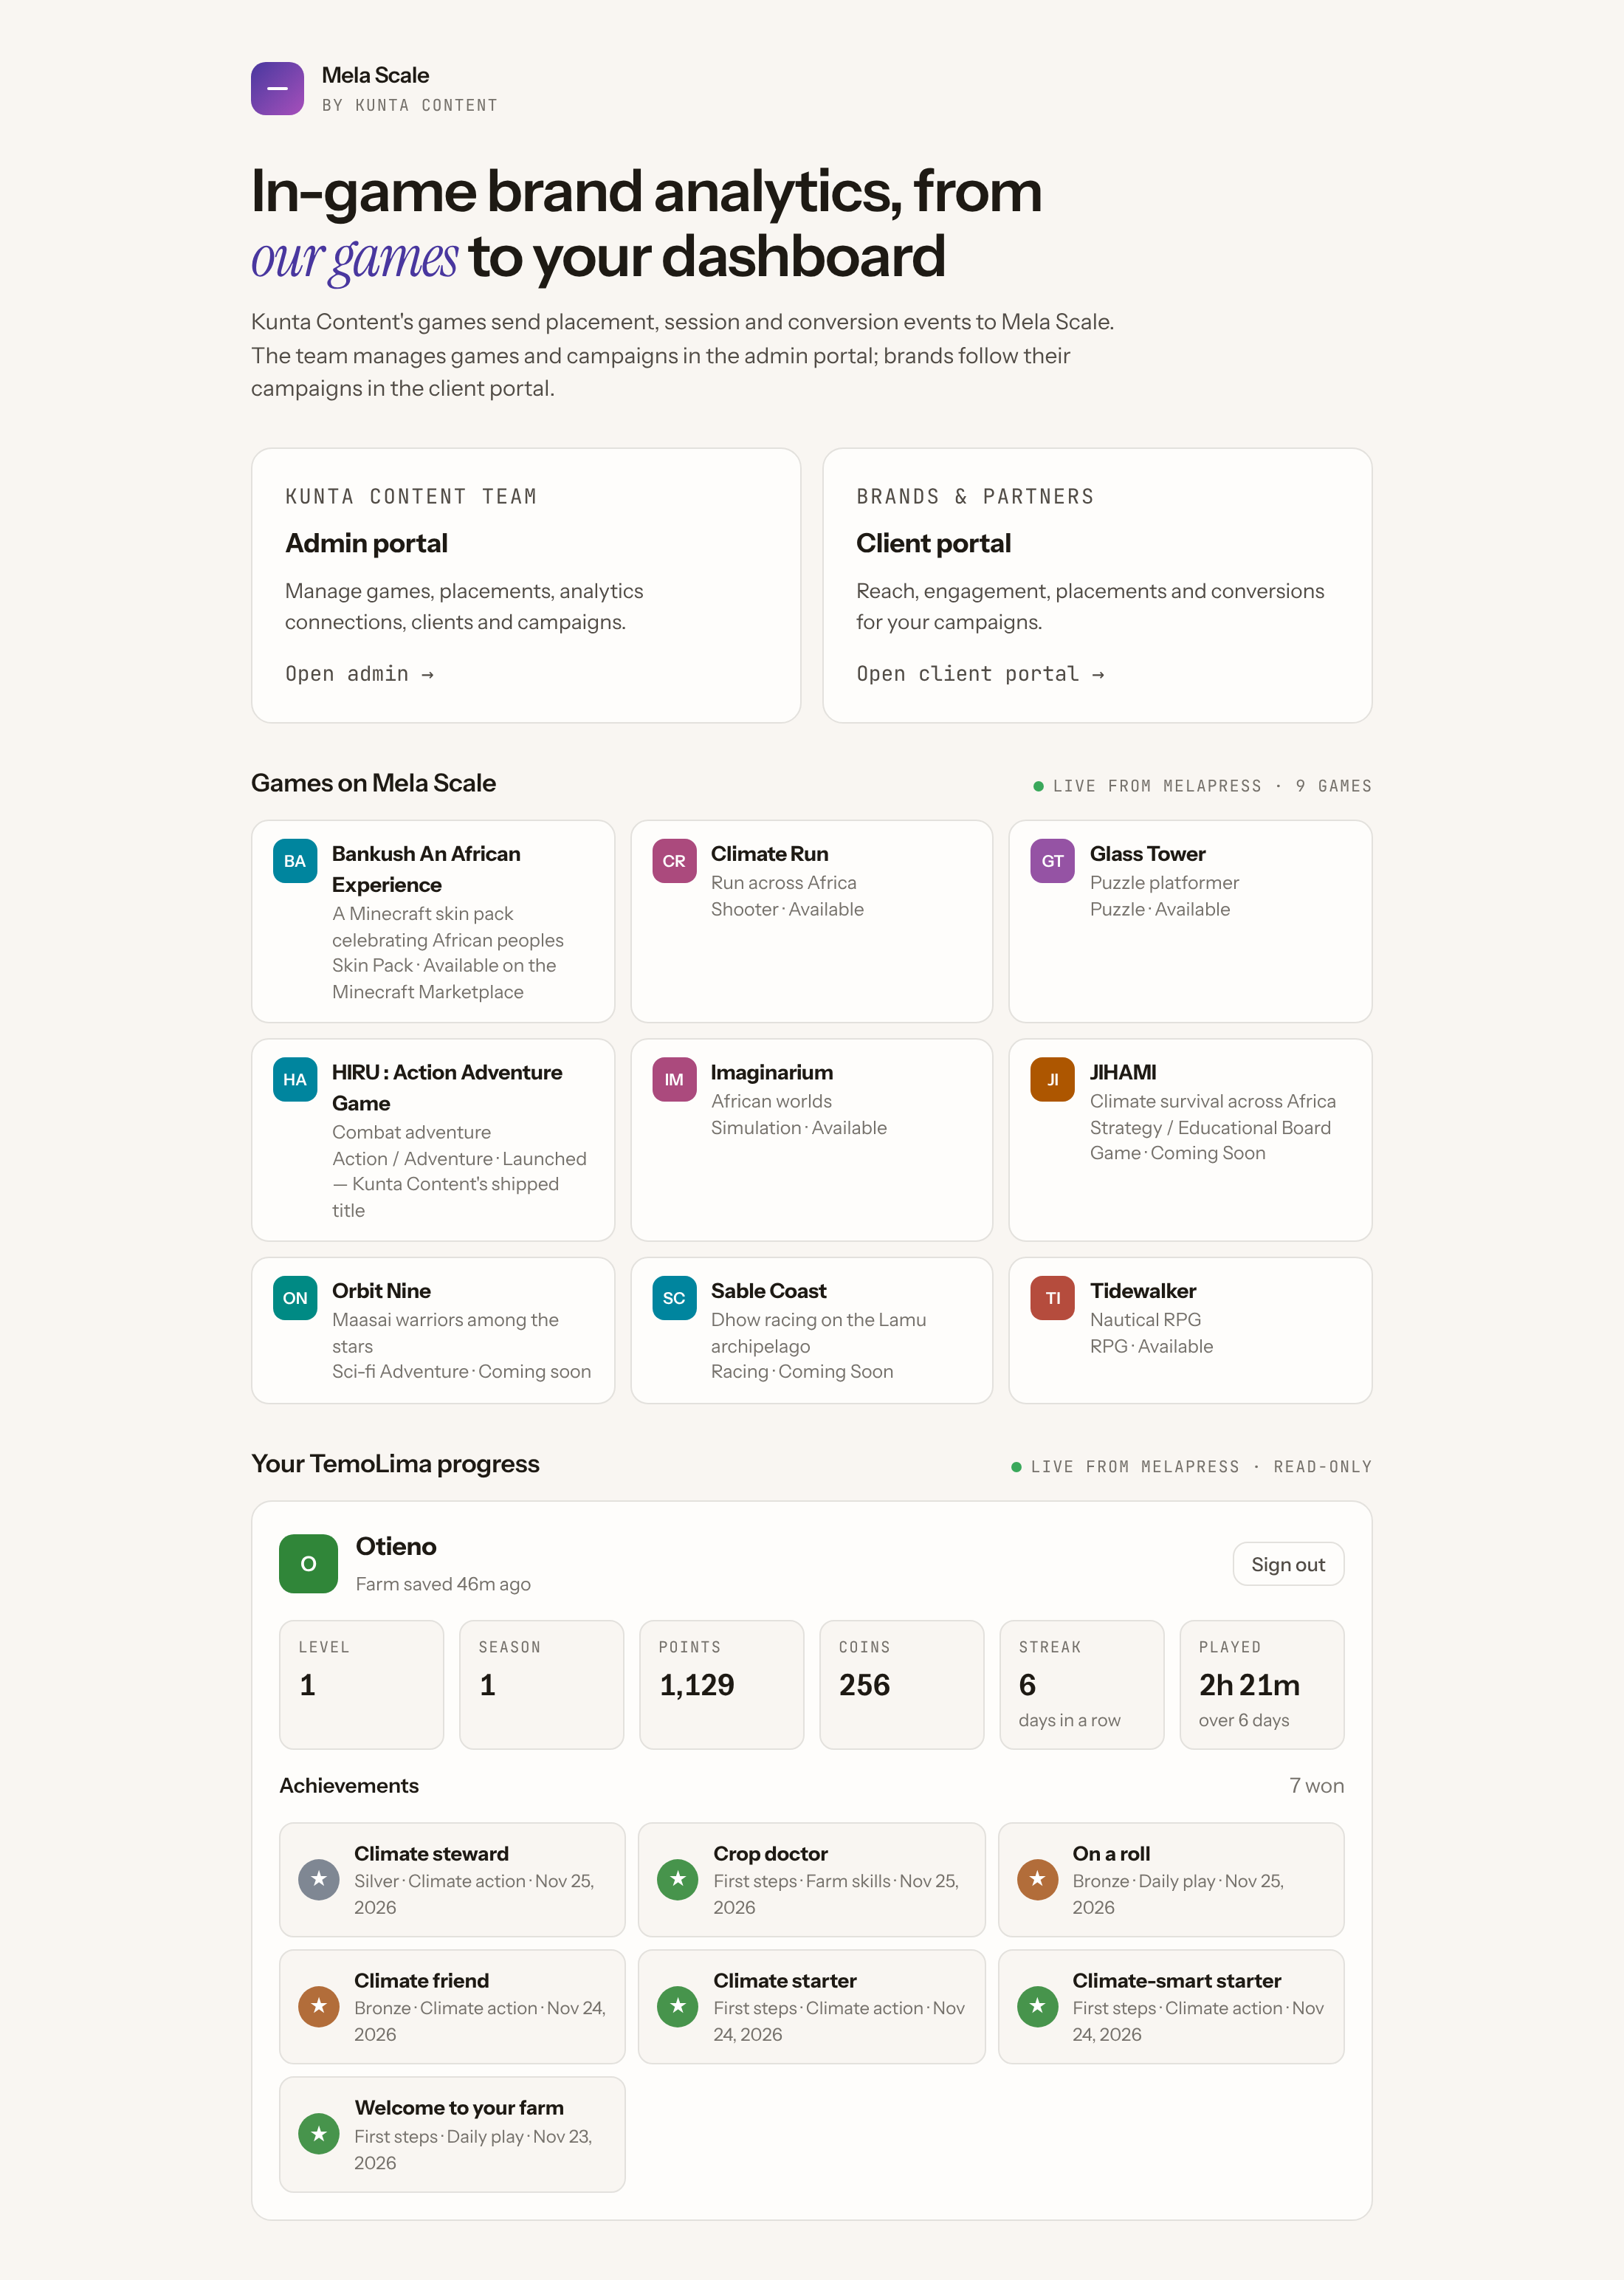 Mela Scale
BY KUNTA CONTENT
In-game brand analytics, from
our games to your dashboard
Kunta Content's games send placement, session and conversion events to Mela Scale.
The team manages games and campaigns in the admin portal; brands follow their
campaigns in the client portal.
KUNTA CONTENT TEAM
Admin portal
Manage games, placements, analytics
connections, clients and campaigns.
Open admin →
BRANDS & PARTNERS
Client portal
Reach, engagement, placements and conversions
for your campaigns.
Open client portal →
Games on Mela Scale
LIVE FROM MELAPRESS · 9 GAMES
BA
Bankush An African
Experience
A Minecraft skin pack
celebrating African peoples
Skin Pack · Available on the
Minecraft Marketplace
CR
Climate Run
Run across Africa
Shooter · Available
GT
Glass Tower
Puzzle platformer
Puzzle · Available
HA
HIRU : Action Adventure
Game
Combat adventure
Action / Adventure · Launched
— Kunta Content's shipped
title
IM
Imaginarium
African worlds
Simulation · Available
JI
JIHAMI
Climate survival across Africa
Strategy / Educational Board
Game · Coming Soon
ON
Orbit Nine
Maasai warriors among the
stars
Sci-fi Adventure · Coming soon
SC
Sable Coast
Dhow racing on the Lamu
archipelago
Racing · Coming Soon
TI
Tidewalker
Nautical RPG
RPG · Available
Your TemoLima progress
LIVE FROM MELAPRESS · READ-ONLY
O
Otieno
Farm saved 46m ago
Sign out
LEVEL
1
SEASON
1
POINTS
1,129
COINS
256
STREAK
6
days in a row
PLAYED
2h 21m
over 6 days
Achievements
7 won
Climate steward
Silver · Climate action · Nov 25,
2026
Crop doctor
First steps · Farm skills · Nov 25,
2026
On a roll
Bronze · Daily play · Nov 25,
2026
Climate friend
Bronze · Climate action · Nov 24,
2026
Climate starter
First steps · Climate action · Nov
24, 2026
Climate-smart starter
First steps · Climate action · Nov
24, 2026
Welcome to your farm
First steps · Daily play · Nov 23,
2026